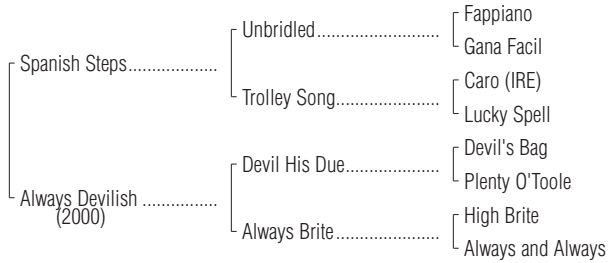 Fappiano
Unbridled
Gana Facil
Spanish Steps
Caro (IRE)
Trolley Song
Lucky Spell
Devil's Bag
Devil His Due
Plenty O'Toole
Always Devilish
(2000)
High Brite
Always Brite
Always and Always